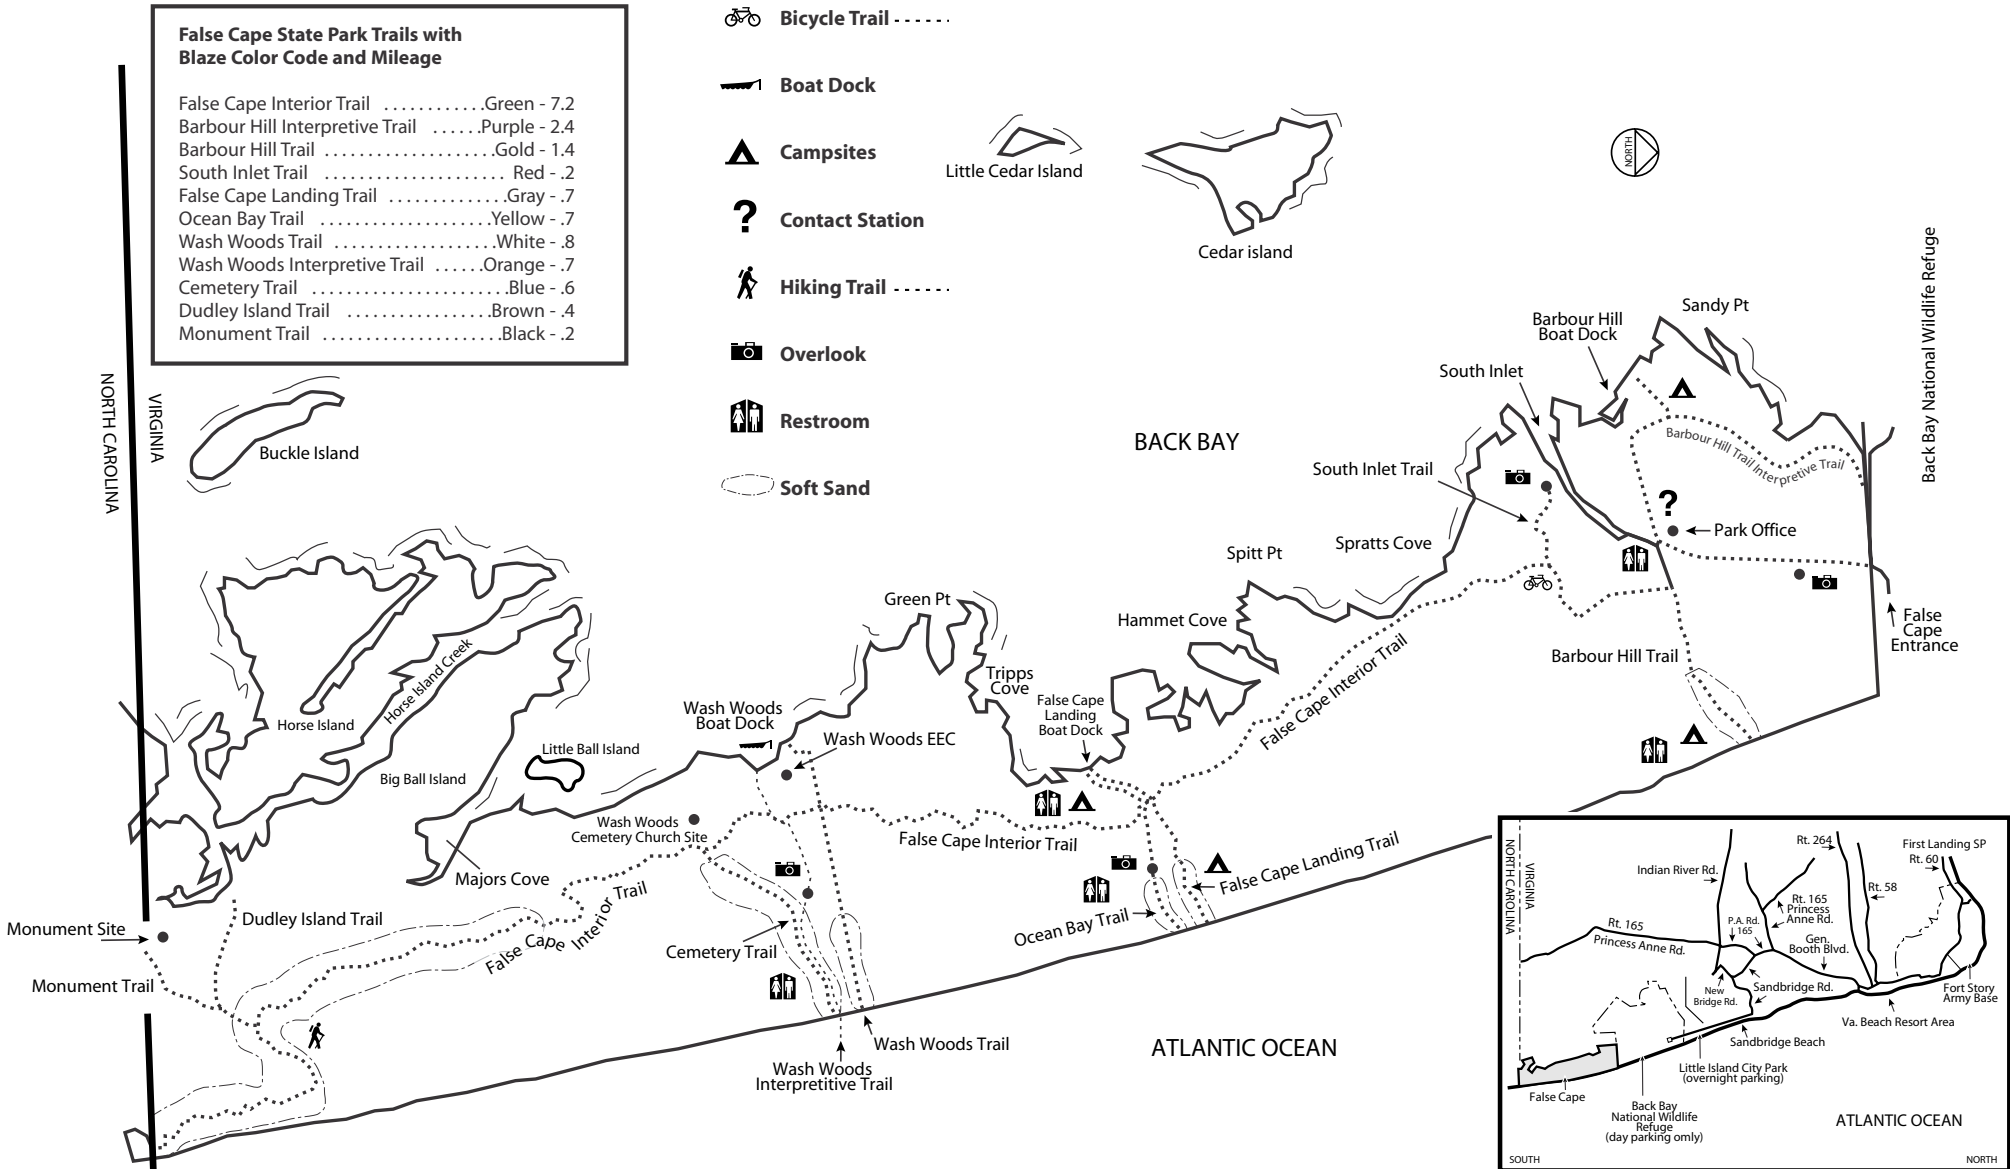 False Cape State Park Trails with
Blaze Color Code and Mileage
False Cape Interior Trail ............Green - 7.2
Barbour Hill Interpretive Trail ......Purple - 2.4
Barbour Hill Trail .......................Gold - 1.4
South Inlet Trail ..................... Red - .2
False Cape Landing Trail .............Gray - .7
Ocean Bay Trail ....................Yellow - .7
Wash Woods Trail ...................White - .8
Wash Woods Interpretive Trail ......Orange - .7
Cemetery Trail .......................Blue - .6
Dudley Island Trail .................Brown - .4
Monument Trail .....................Black - .2
Bicycle Trail
Boat Dock
Campsites
?
Contact Station
Hiking Trail
Overlook
Restroom
Soft Sand
NORTH
NORTH CAROLINA
VIRGINIA
Little Cedar Island
Cedar island
Back Bay National Wildlife Refuge
Sandy Pt
Barbour Hill
Boat Dock
South Inlet
Buckle Island
BACK BAY
South Inlet Trail
Barbour Hill Trail Interpretive Trail
?
Park Office
Spratts Cove
Spitt Pt
Hammet Cove
Green Pt
False
Cape
Entrance
Barbour Hill Trail
False Cape Interior Trail
Tripps
Cove
False Cape
Landing
Boat Dock
Horse Island
Horse Island Creek
Wash Woods
Boat Dock
Wash Woods EEC
Little Ball Island
Big Ball Island
Wash Woods
Cemetery Church Site
False Cape Interior Trail
False Cape Landing Trail
Majors Cove
Dudley Island Trail
False Cape Interior Trail
Monument Site
Monument Trail
Cemetery Trail
Ocean Bay Trail
Wash Woods Trail
Wash Woods
Interpretitive Trail
ATLANTIC OCEAN
NORTH CAROLINA
VIRGINIA
Rt. 264
First Landing SP
Rt. 60
Indian River Rd.
Rt. 58
Rt. 165
Princess
Anne Rd.
P.A. Rd.
165
Rt. 165
Princess Anne Rd.
Gen.
Booth Blvd.
New
Bridge Rd.
Sandbridge Rd.
Fort Story
Army Base
Va. Beach Resort Area
Sandbridge Beach
Little Island City Park
(overnight parking)
False Cape
Back Bay
National Wildlife
Refuge
(day parking only)
ATLANTIC OCEAN
SOUTH
NORTH